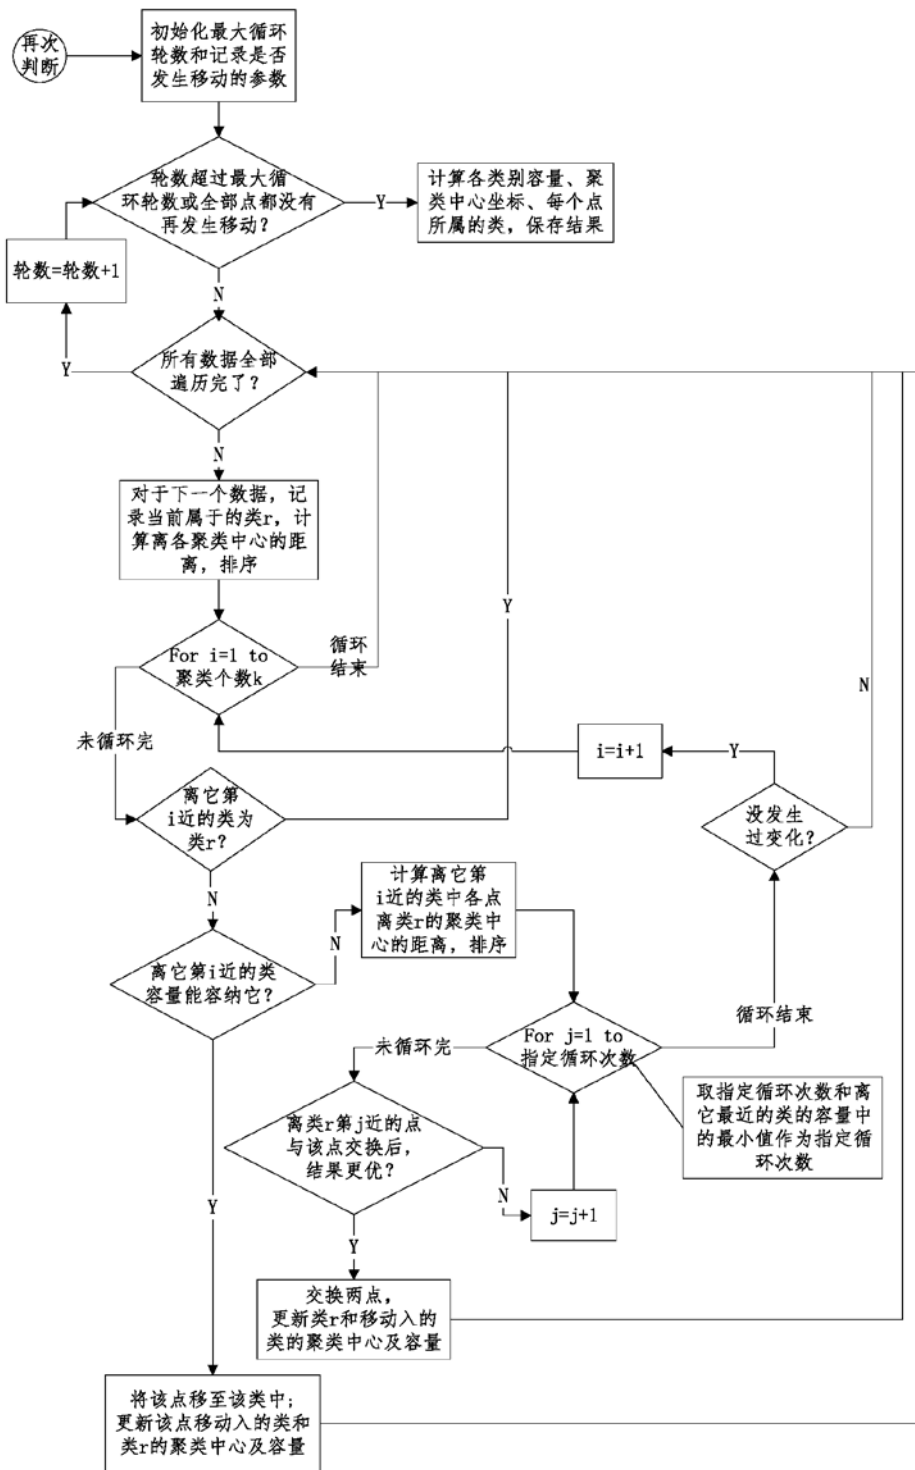 再次
判断
初始化最大循环
轮数和记录是否
发生移动的参数
轮数超过最大循
环轮数或全部点都没有
再发生移动？
Y
计算各类别容量、聚
类中心坐标、每个点
所属的类，保存结果
轮数=轮数+1
N
所有数据全部
遍历完了？
Y
N
对于下一个数据，记
录当前属于的类r，计
算离各聚类中心的距
离，排序
Y
For i=1 to
聚类个数k
循环
结束
N
未循环完
i=i+1
Y
离它第
i近的类为
类r？
没发生
过变化？
N
计算离它第
i近的类中各点
离类r的聚类中
心的距离，排序
N
离它第i近的类
容量能容纳它？
循环结束
未循环完
For j=1 to
指定循环次数
取指定循环次数和离
它最近的类的容量中
的最小值作为指定循
环次数
离类r第j近的点
与该点交换后，
结果更优？
N
j=j+1
Y
Y
交换两点，
更新类r和移动入的
类的聚类中心及容量
将该点移至该类中；
更新该点移动入的类和
类r的聚类中心及容量